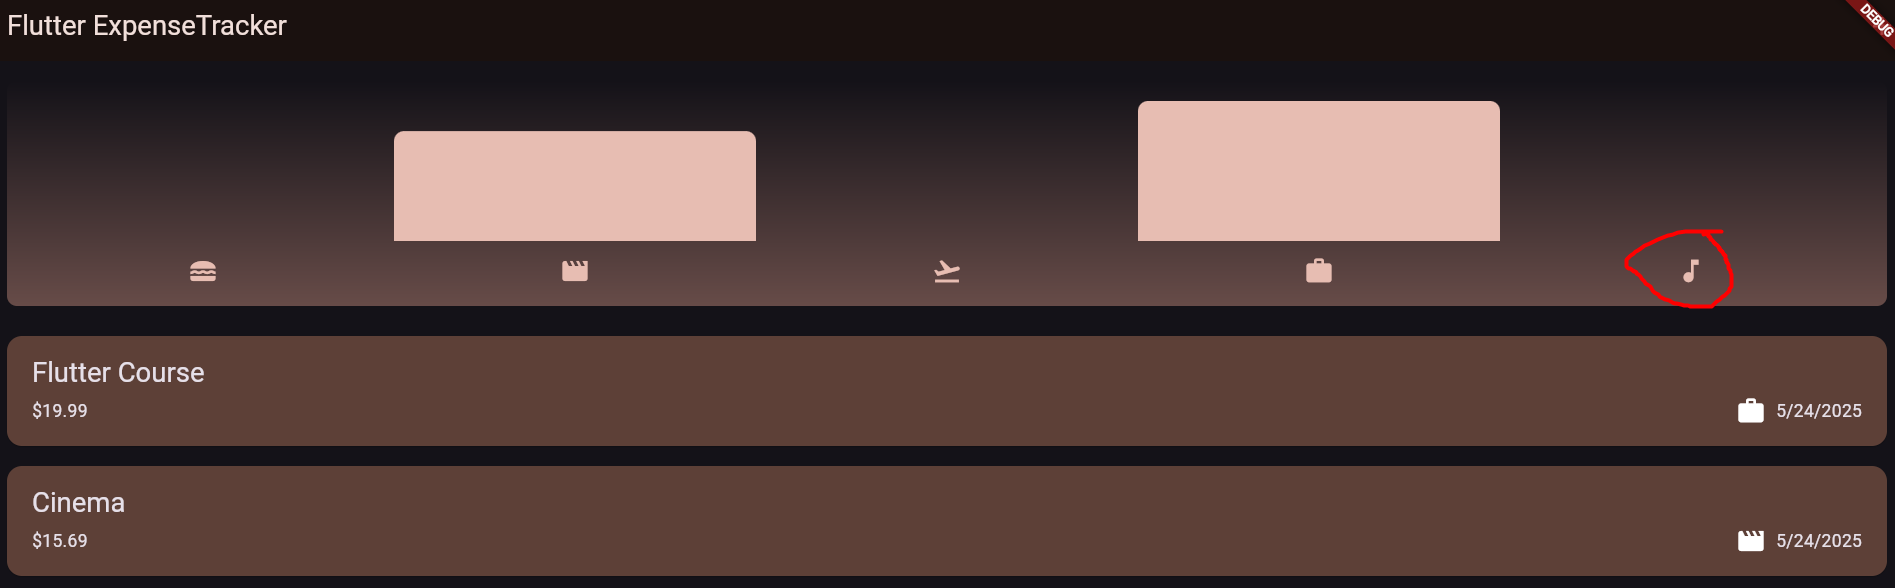 Flutter ExpenseTracker
DEBUG
Flutter Course
$19.99
5/24/2025
Cinema
$15.69
5/24/2025